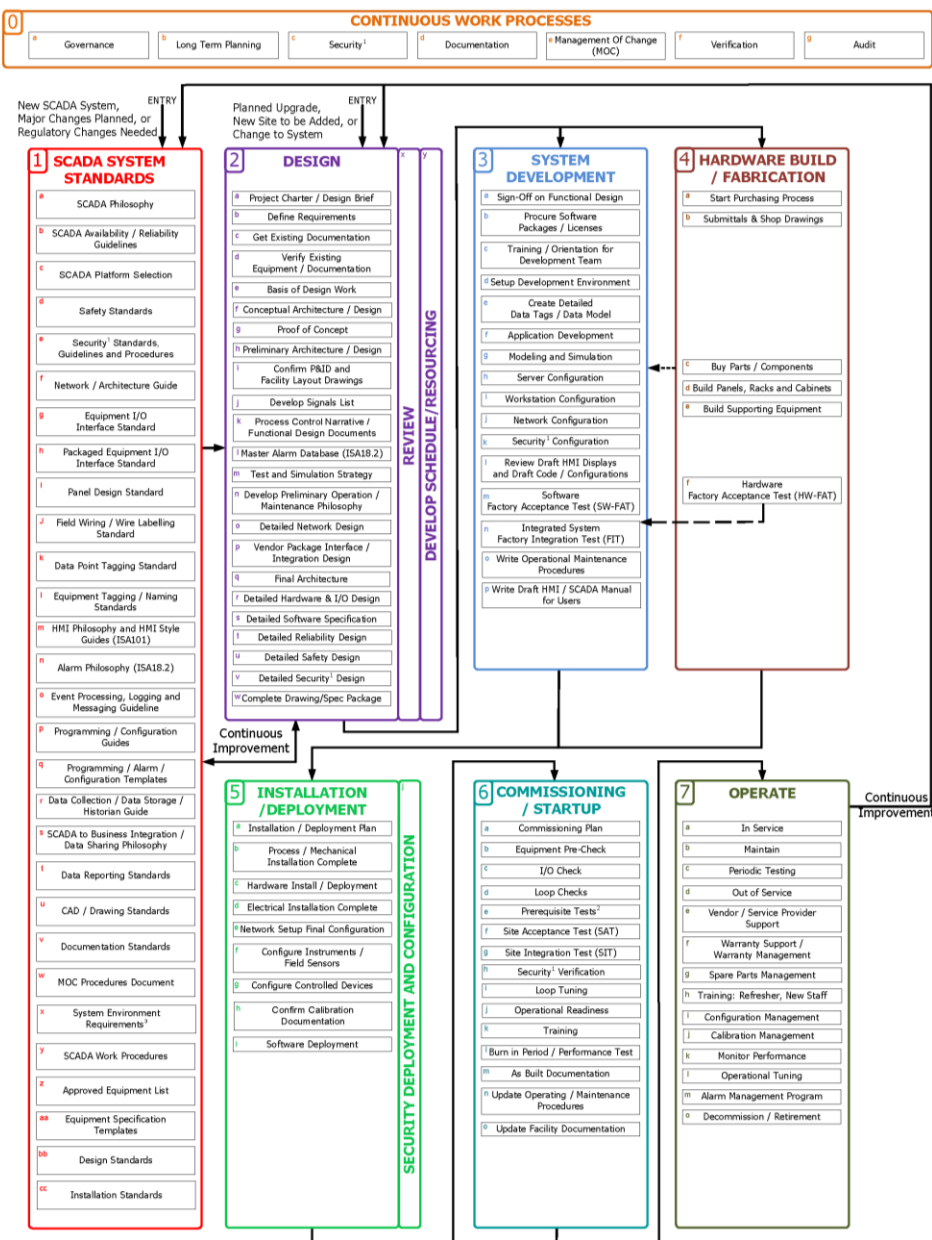 0
CONTINUOUS WORK PROCESSES
a Governance
b Long Term Planning
c Security¹
d Documentation
e Management Of Change
(MOC)
f Verification
g Audit
New SCADA System,
Major Changes Planned, or
Regulatory Changes Needed
ENTRY
Planned Upgrade,
New Site to be Added, or
Change to System
ENTRY
1 SCADA SYSTEM
STANDARDS
a SCADA Philosophy
b SCADA Availability / Reliability
Guidelines
c SCADA Platform Selection
d Safety Standards
e Security¹ Standards,
Guidelines and Procedures
f Network / Architecture Guide
g Equipment I/O
Interface Standard
h Packaged Equipment I/O
Interface Standard
i Panel Design Standard
J Field Wiring / Wire Labelling
Standard
k Data Point Tagging Standard
l Equipment Tagging / Naming
Standards
m HMI Philosophy and HMI Style
Guides (ISA101)
n Alarm Philosophy (ISA18.2)
o Event Processing, Logging and
Messaging Guideline
p Programming / Configuration
Guides
q Programming / Alarm /
Configuration Templates
r Data Collection / Data Storage /
Historian Guide
s SCADA to Business Integration /
Data Sharing Philosophy
t Data Reporting Standards
u CAD / Drawing Standards
v Documentation Standards
w MOC Procedures Document
x System Environment
Requirements³
y SCADA Work Procedures
z Approved Equipment List
aa Equipment Specification
Templates
bb Design Standards
cc Installation Standards
2 DESIGN
a Project Charter / Design Brief
b Define Requirements
c Get Existing Documentation
d Verify Existing
Equipment / Documentation
e Basis of Design Work
f Conceptual Architecture / Design
g Proof of Concept
h Preliminary Architecture / Design
i Confirm P&ID and
Facility Layout Drawings
j Develop Signals List
k Process Control Narrative /
Functional Design Documents
l Master Alarm Database (ISA18.2)
m Test and Simulation Strategy
n Develop Preliminary Operation /
Maintenance Philosophy
o Detailed Network Design
p Vendor Package Interface /
Integration Design
q Final Architecture
r Detailed Hardware & I/O Design
s Detailed Software Specification
t Detailed Reliability Design
u Detailed Safety Design
v Detailed Security¹ Design
w Complete Drawing/Spec Package
x REVIEW
y DEVELOP SCHEDULE/RESOURCING
Continuous
Improvement
3 SYSTEM
DEVELOPMENT
a Sign-Off on Functional Design
b Procure Software
Packages / Licenses
c Training / Orientation for
Development Team
d Setup Development Environment
e Create Detailed
Data Tags / Data Model
f Application Development
g Modeling and Simulation
h Server Configuration
i Workstation Configuration
j Network Configuration
k Security¹ Configuration
l Review Draft HMI Displays
and Draft Code / Configurations
m Software
Factory Acceptance Test (SW-FAT)
n Integrated System
Factory Integration Test (FIT)
o Write Operational Maintenance
Procedures
p Write Draft HMI / SCADA Manual
for Users
4 HARDWARE BUILD
/ FABRICATION
a Start Purchasing Process
b Submittals & Shop Drawings
c Buy Parts / Components
d Build Panels, Racks and Cabinets
e Build Supporting Equipment
f Hardware
Factory Acceptance Test (HW-FAT)
5 INSTALLATION
/DEPLOYMENT
a Installation / Deployment Plan
b Process / Mechanical
Installation Complete
c Hardware Install / Deployment
d Electrical Installation Complete
e Network Setup Final Configuration
f Configure Instruments /
Field Sensors
g Configure Controlled Devices
h Confirm Calibration
Documentation
i Software Deployment
j SECURITY DEPLOYMENT AND CONFIGURATION
6 COMMISSIONING
/ STARTUP
a Commissioning Plan
b Equipment Pre-Check
c I/O Check
d Loop Checks
e Prerequisite Tests²
f Site Acceptance Test (SAT)
g Site Integration Test (SIT)
h Security¹ Verification
i Loop Tuning
j Operational Readiness
k Training
l Burn in Period / Performance Test
m As Built Documentation
n Update Operating / Maintenance
Procedures
o Update Facility Documentation
7 OPERATE
a In Service
b Maintain
c Periodic Testing
d Out of Service
e Vendor / Service Provider
Support
f Warranty Support /
Warranty Management
g Spare Parts Management
h Training: Refresher, New Staff
i Configuration Management
j Calibration Management
k Monitor Performance
l Operational Tuning
m Alarm Management Program
o Decommission / Retirement
Continuous
Improvement